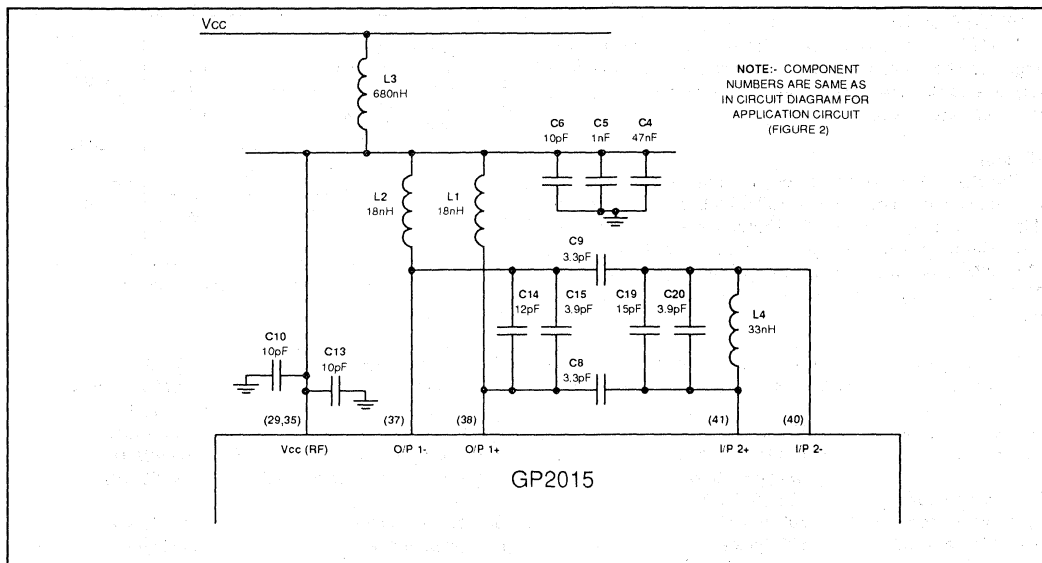 Vcc
L3
680nH
NOTE:- COMPONENT
NUMBERS ARE SAME AS
IN CIRCUIT DIAGRAM FOR
APPLICATION CIRCUIT
(FIGURE 2)
C6
10pF
C5
1nF
C4
47nF
L2
18nH
L1
18nH
C9
3.3pF
C14
12pF
C15
3.9pF
C19
15pF
C20
3.9pF
L4
33nH
C10
10pF
C13
10pF
C8
3.3pF
(29,35)
(37)
(38)
(41)
(40)
Vcc (RF)
O/P 1-
O/P 1+
I/P 2+
I/P 2-
GP2015